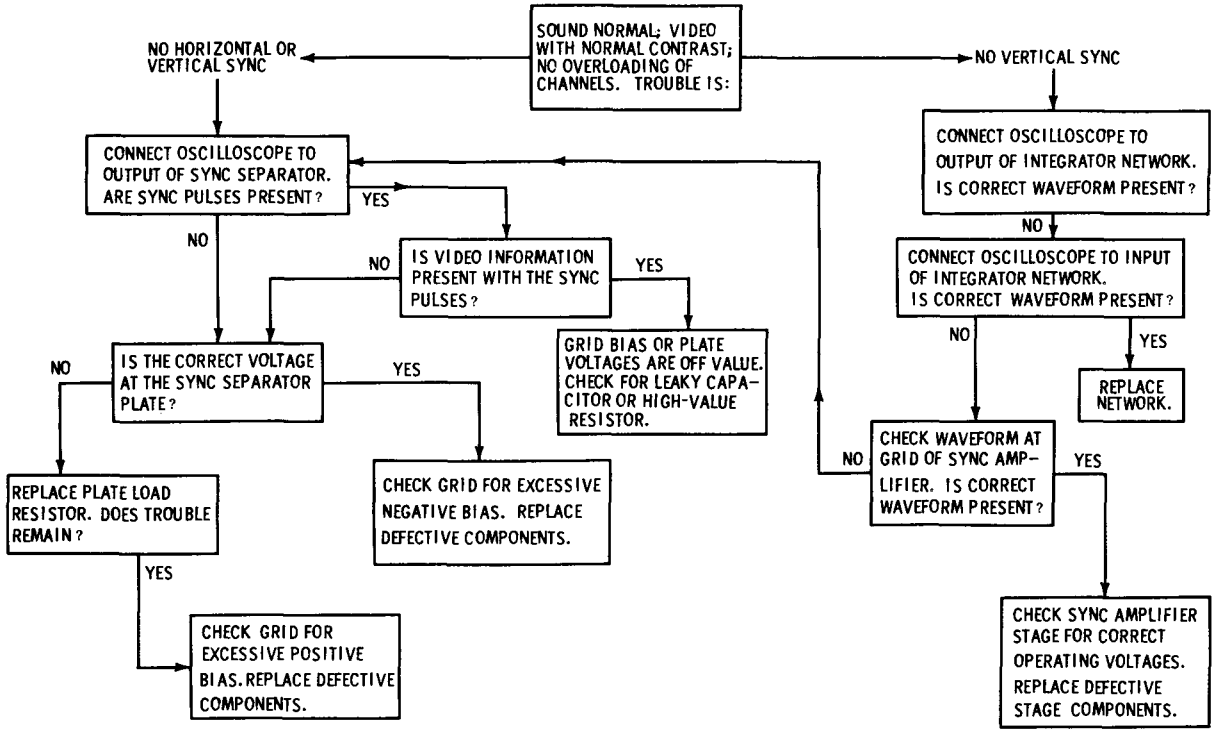 SOUND NORMAL; VIDEO
WITH NORMAL CONTRAST;
NO OVERLOADING OF
CHANNELS. TROUBLE IS:
NO HORIZONTAL OR
VERTICAL SYNC
NO VERTICAL SYNC
CONNECT OSCILLOSCOPE TO
OUTPUT OF SYNC SEPARATOR.
ARE SYNC PULSES PRESENT?
YES
NO
CONNECT OSCILLOSCOPE TO
OUTPUT OF INTEGRATOR NETWORK.
IS CORRECT WAVEFORM PRESENT?
NO
IS VIDEO INFORMATION
PRESENT WITH THE SYNC
PULSES?
NO
YES
CONNECT OSCILLOSCOPE TO INPUT
OF INTEGRATOR NETWORK.
IS CORRECT WAVEFORM PRESENT?
NO
YES
IS THE CORRECT VOLTAGE
AT THE SYNC SEPARATOR
PLATE?
NO
YES
GRID BIAS OR PLATE
VOLTAGES ARE OFF VALUE.
CHECK FOR LEAKY CAPA-
CITOR OR HIGH-VALUE
RESISTOR.
REPLACE
NETWORK.
CHECK WAVEFORM AT
GRID OF SYNC AMP-
LIFIER. IS CORRECT
WAVEFORM PRESENT?
NO
YES
REPLACE PLATE LOAD
RESISTOR. DOES TROUBLE
REMAIN?
YES
CHECK GRID FOR EXCESSIVE
NEGATIVE BIAS. REPLACE
DEFECTIVE COMPONENTS.
CHECK GRID FOR
EXCESSIVE POSITIVE
BIAS. REPLACE DEFECTIVE
COMPONENTS.
CHECK SYNC AMPLIFIER
STAGE FOR CORRECT
OPERATING VOLTAGES.
REPLACE DEFECTIVE
STAGE COMPONENTS.